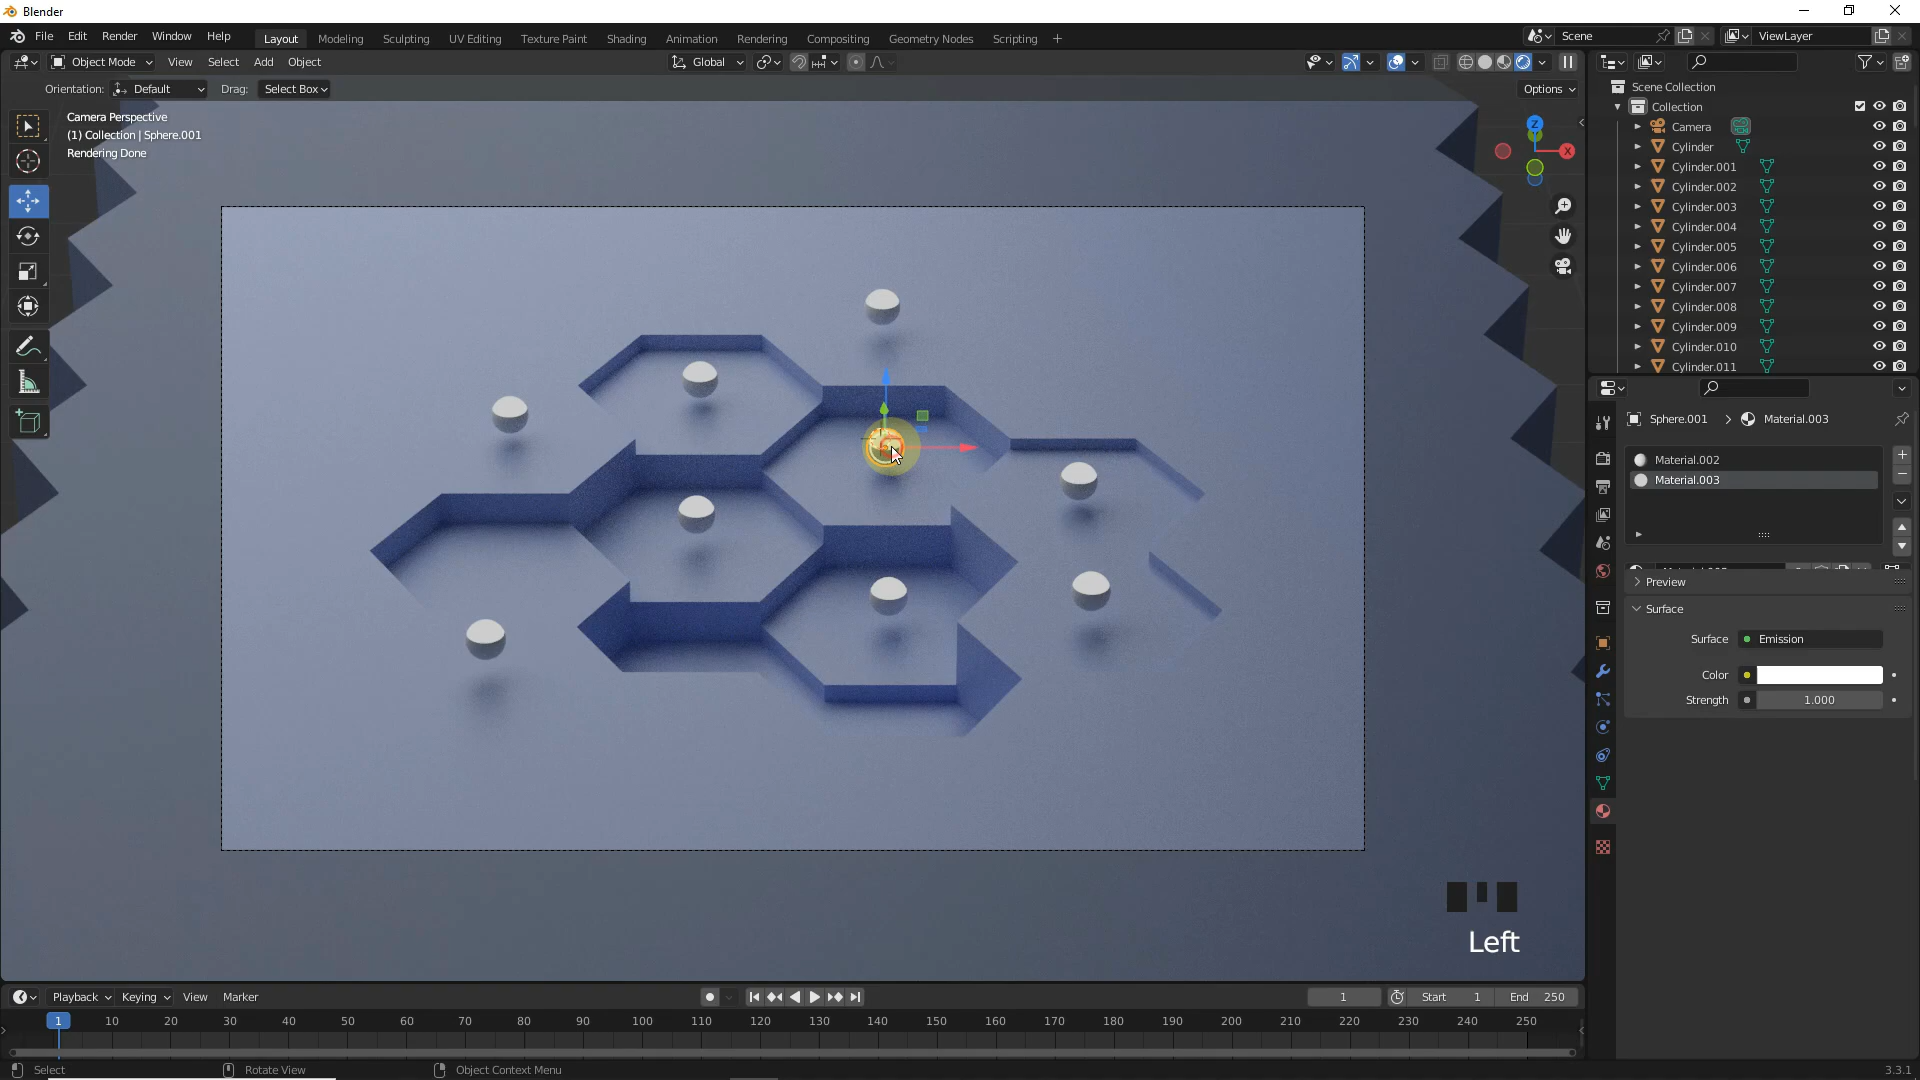 Blender
File Edit Render Window Help
Layout Modeling Sculpting UV Editing Texture Paint Shading Animation Rendering Compositing Geometry Nodes Scripting +
Scene
ViewLayer
Object Mode View Select Add Object
Global
Orientation: Default Drag: Select Box
Options
Camera Perspective
(1) Collection | Sphere.001
Rendering Done
Z
X
Scene Collection
Collection
Camera
Cylinder
Cylinder.001
Cylinder.002
Cylinder.003
Cylinder.004
Cylinder.005
Cylinder.006
Cylinder.007
Cylinder.008
Cylinder.009
Cylinder.010
Cylinder.011
Sphere.001 > Material.003
Material.002
Material.003
Preview
Surface
Surface Emission
Color
Strength 1.000
Left
Playback Keying View Marker
1 Start 1 End 250
1 10 20 30 40 50 60 70 80 90 100 110 120 130 140 150 160 170 180 190 200 210 220 230 240 250
Select Rotate View Object Context Menu
3.3.1